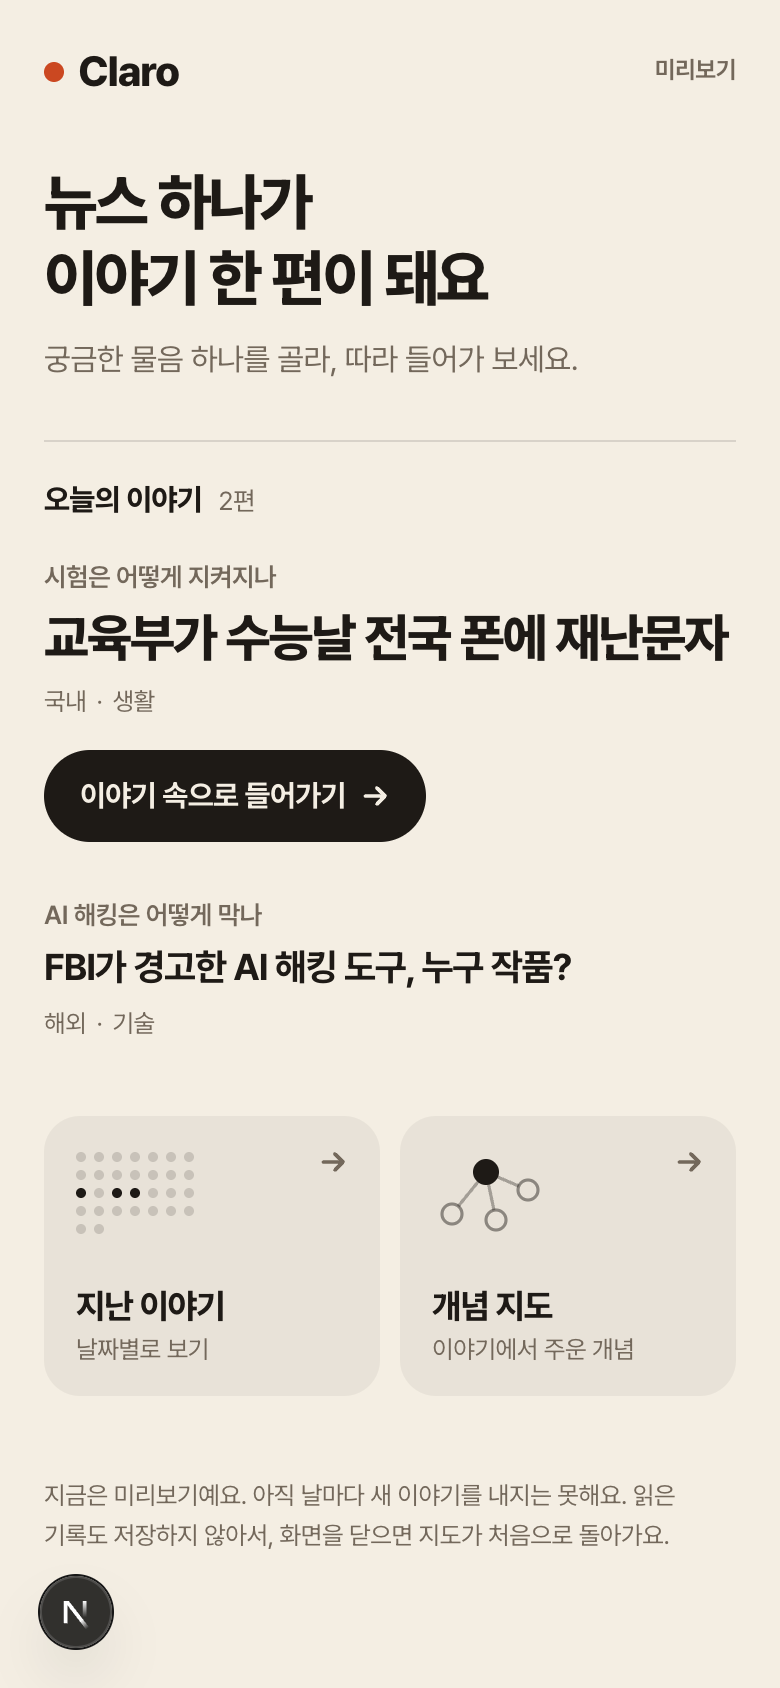 Claro
미리보기
뉴스 하나가
이야기 한 편이 돼요
궁금한 물음 하나를 골라, 따라 들어가 보세요.
오늘의 이야기 2편
시험은 어떻게 지켜지나
교육부가 수능날 전국 폰에 재난문자
국내 · 생활
이야기 속으로 들어가기 →
AI 해킹은 어떻게 막나
FBI가 경고한 AI 해킹 도구, 누구 작품?
해외 · 기술
지난 이야기
날짜별로 보기
개념 지도
이야기에서 주운 개념
지금은 미리보기예요. 아직 날마다 새 이야기를 내지는 못해요. 읽은
기록도 저장하지 않아서, 화면을 닫으면 지도가 처음으로 돌아가요.
N